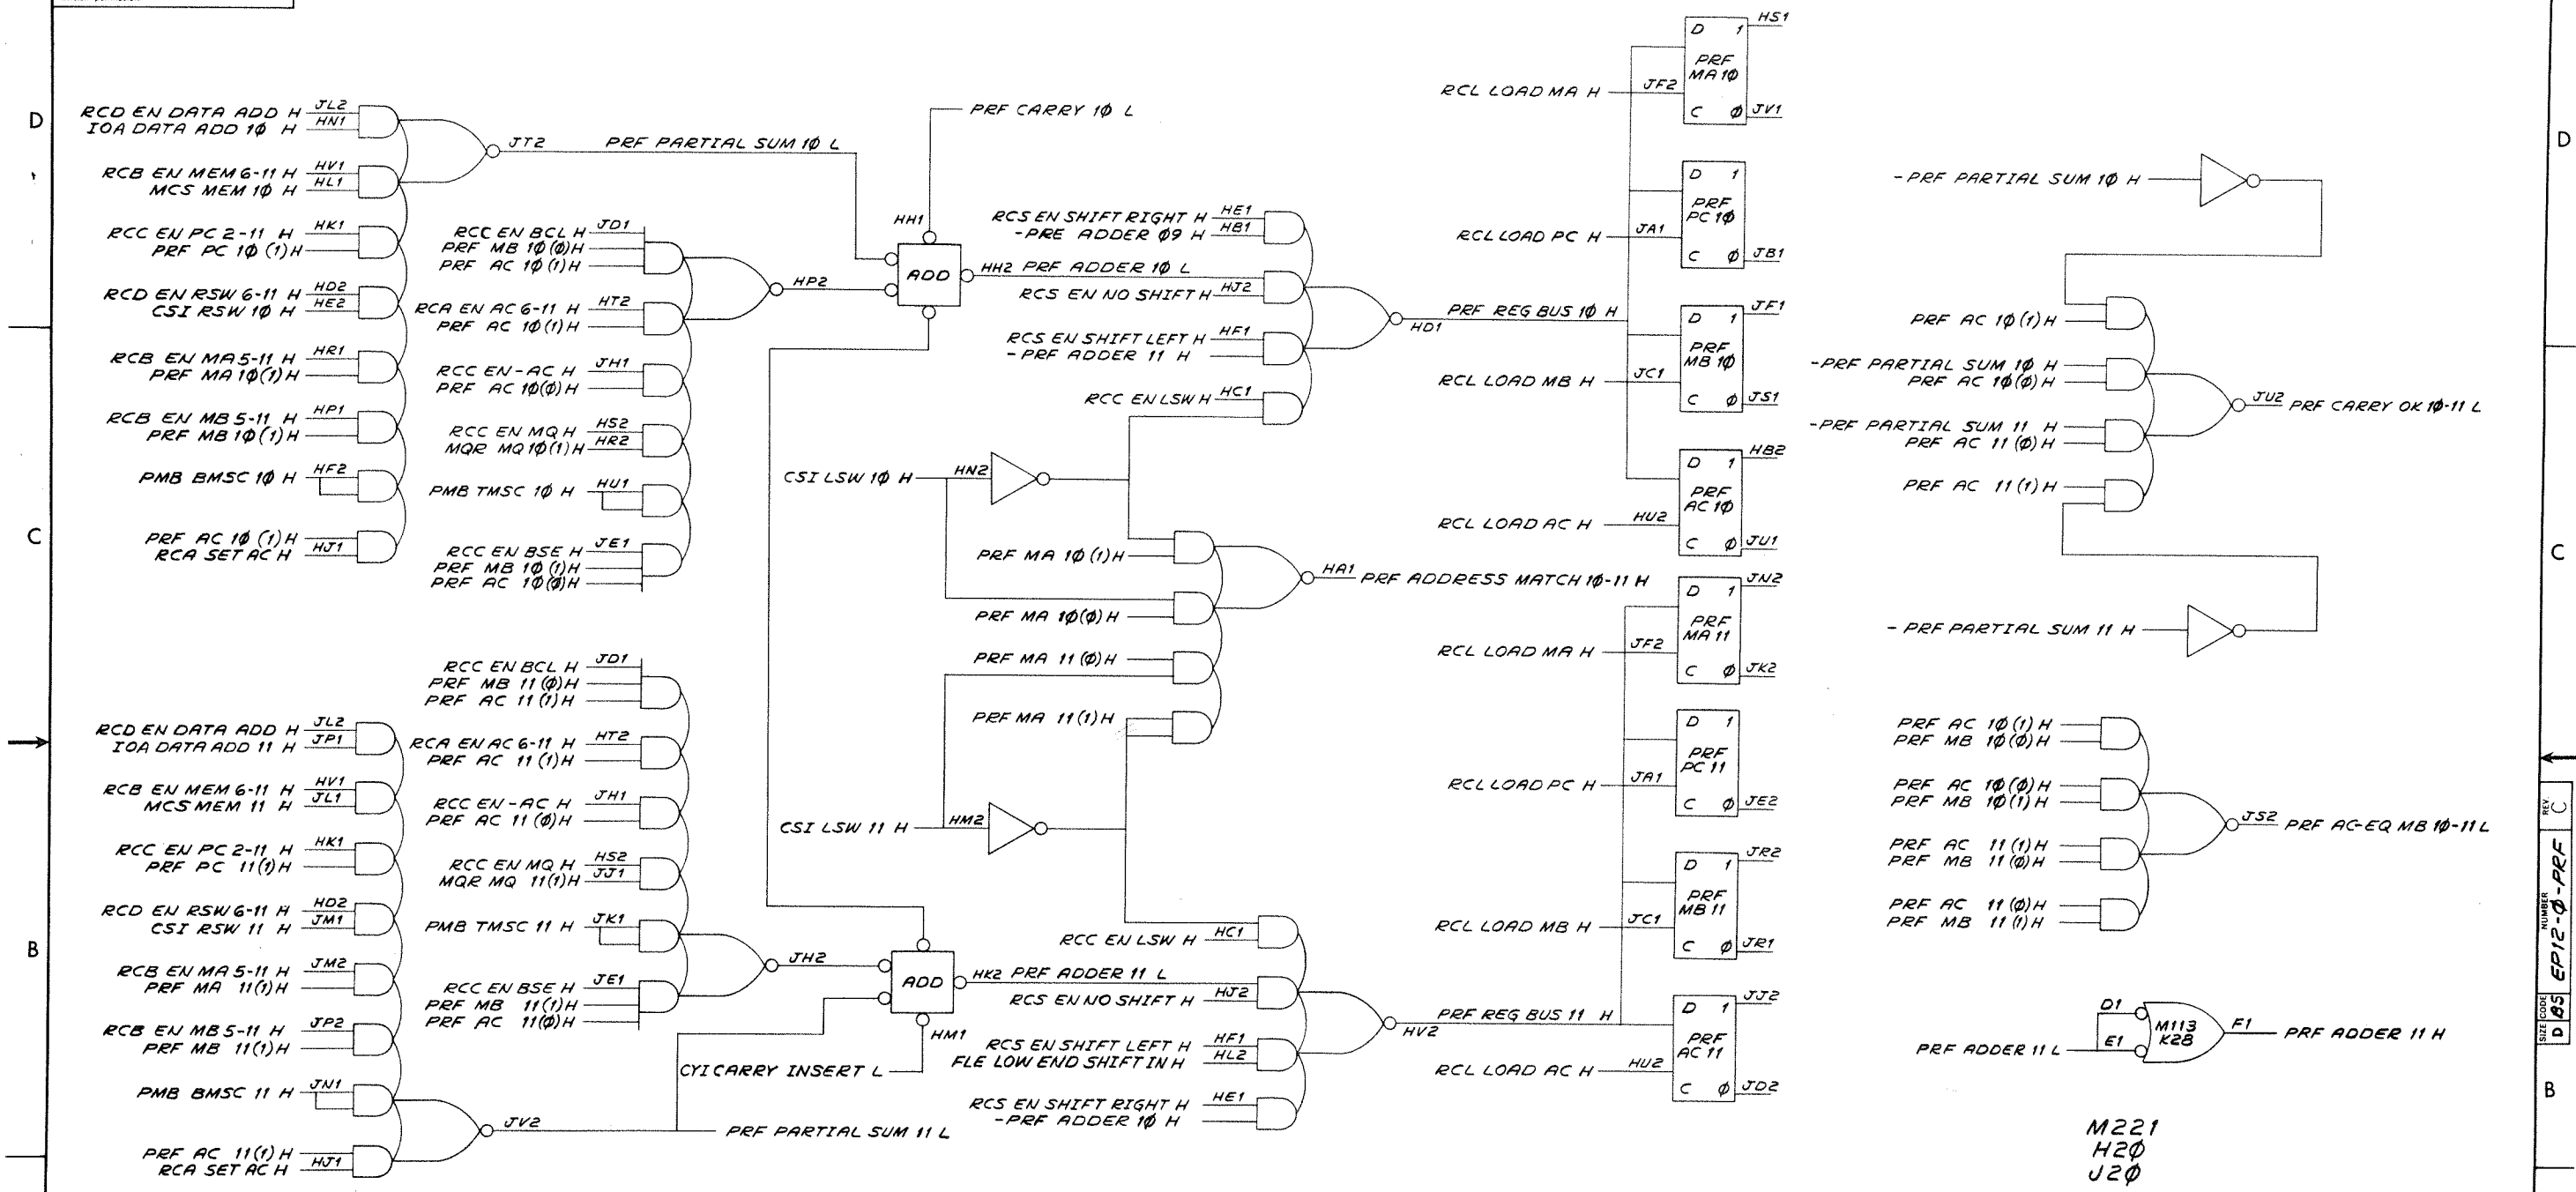 D
RCD EN DATA ADD H JL2
IOA DATA ADD 1Ø H HN1
RCB EN MEM 6-11 H HV1
MCS MEM 1Ø H HL1
RCC EN PC 2-11 H HK1
PRF PC 1Ø (1) H
RCD EN RSW 6-11 H HD2
CSI RSW 1Ø H HE2
RCB EN MA 5-11 H HR1
PRF MA 1Ø(1) H
RCB EN MB 5-11 H HP1
PRF MB 1Ø(1) H
PMB BMSC 1Ø H HF2
PRF AC 1Ø (1) H
RCA SET AC H HJ1
JT2 PRF PARTIAL SUM 1Ø L
RCC EN BCL H JD1
PRF MB 1Ø(Ø) H
PRF AC 1Ø(1) H
RCA EN AC 6-11 H HT2
PRF AC 1Ø(1) H
RCC EN -AC H JH1
PRF AC 1Ø(Ø) H
RCC EN MQ H HS2
MQR MQ 1Ø(1) H HR2
PMB TMSC 1Ø H HU1
RCC EN BSE H JE1
PRF MB 1Ø(1) H
PRF AC 1Ø(Ø) H
HP2
PRF CARRY 1Ø L
HH1
ADD
HH2 PRF ADDER 1Ø L
RCS EN SHIFT RIGHT H HE1
-PRE ADDER Ø9 H HB1
RCS EN NO SHIFT H HJ2
RCS EN SHIFT LEFT H HF1
-PRF ADDER 11 H
RCC EN LSW H HC1
HD1
PRF REG BUS 1Ø H
CSI LSW 1Ø H HN2
PRF MA 1Ø(1) H
PRF MA 1Ø(Ø) H
PRF MA 11(Ø) H
PRF MA 11(1) H
HA1 PRF ADDRESS MATCH 1Ø-11 H
CSI LSW 11 H HM2
RCL LOAD MA H JF2
D 1 HS1
PRF
MA 1Ø
C Ø JV1
RCL LOAD PC H JA1
D 1
PRF
PC 1Ø
C Ø JB1
RCL LOAD MB H JC1
D 1 JF1
PRF
MB 1Ø
C Ø JS1
RCL LOAD AC H HU2
D 1 HB2
PRF
AC 1Ø
C Ø JU1
RCL LOAD MA H JF2
D 1 JN2
PRF
MA 11
C Ø JK2
RCL LOAD PC H JA1
D 1
PRF
PC 11
C Ø JE2
RCL LOAD MB H JC1
D 1 JR2
PRF
MB 11
C Ø JR1
RCL LOAD AC H HU2
D 1 JJ2
PRF
AC 11
C Ø JD2
-PRF PARTIAL SUM 1Ø H
PRF AC 1Ø(1) H
-PRF PARTIAL SUM 1Ø H
PRF AC 1Ø(Ø) H
-PRF PARTIAL SUM 11 H
PRF AC 11(Ø) H
PRF AC 11(1) H
JU2 PRF CARRY OK 1Ø-11 L
- PRF PARTIAL SUM 11 H
D
C
C
RCD EN DATA ADD H JL2
IOA DATA ADD 11 H JP1
RCB EN MEM 6-11 H HV1
MCS MEM 11 H JL1
RCC EN PC 2-11 H HK1
PRF PC 11(1) H
RCD EN RSW 6-11 H HD2
CSI RSW 11 H JM1
RCB EN MA 5-11 H JM2
PRF MA 11(1) H
RCB EN MB 5-11 H JP2
PRF MB 11(1) H
PMB BMSC 11 H JN1
PRF AC 11(1) H
RCA SET AC H HJ1
JV2
PRF PARTIAL SUM 11 L
RCC EN BCL H JD1
PRF MB 11(Ø) H
PRF AC 11(1) H
RCA EN AC 6-11 H HT2
PRF AC 11(1) H
RCC EN -AC H JH1
PRF AC 11(Ø) H
RCC EN MQ H HS2
MQR MQ 11(1) H JJ1
PMB TMSC 11 H JK1
RCC EN BSE H JE1
PRF MB 11(1) H
PRF AC 11(Ø) H
JH2
ADD
HK2 PRF ADDER 11 L
HM1
CYI CARRY INSERT L
RCC EN LSW H HC1
RCS EN NO SHIFT H HJ2
RCS EN SHIFT LEFT H HF1
FLE LOW END SHIFT IN H HL2
RCS EN SHIFT RIGHT H HE1
-PRF ADDER 1Ø H
HV2
PRF REG BUS 11 H
PRF AC 1Ø(1) H
PRF MB 1Ø(Ø) H
PRF AC 1Ø(Ø) H
PRF MB 1Ø(1) H
PRF AC 11(1) H
PRF MB 11(Ø) H
PRF AC 11(Ø) H
PRF MB 11(1) H
JS2 PRF AC-EQ MB 1Ø-11 L
PRF ADDER 11 L
D1
E1
M113
K28
F1 PRF ADDER 11 H
M221
H2Ø
J2Ø
B
B
SIZE CODE NUMBER REV
D BS EP12-Ø-PRF C